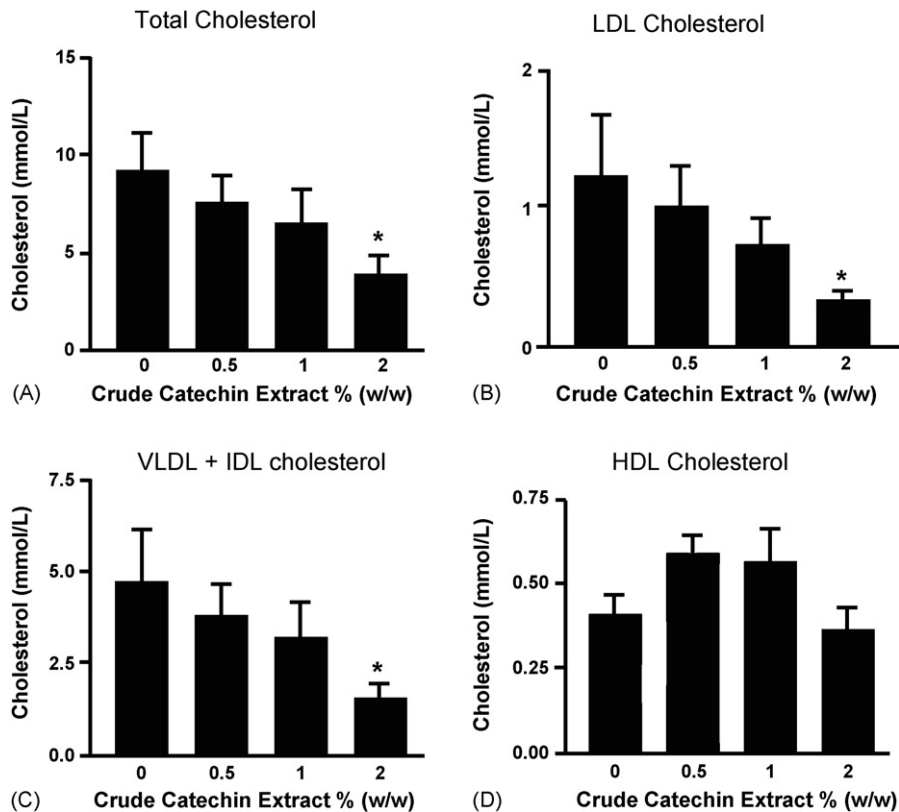 Total Cholesterol
15
10
5
0
Cholesterol (mmol/L)
*
0 0.5 1 2
(A) Crude Catechin Extract % (w/w)
LDL Cholesterol
2
1
0
Cholesterol (mmol/L)
*
0 0.5 1 2
(B) Crude Catechin Extract % (w/w)
VLDL + IDL cholesterol
7.5
5.0
2.5
0.0
Cholesterol (mmol/L)
*
0 0.5 1 2
(C) Crude Catechin Extract % (w/w)
HDL Cholesterol
0.75
0.50
0.25
0.00
Cholesterol (mmol/L)
0 0.5 1 2
(D) Crude Catechin Extract % (w/w)